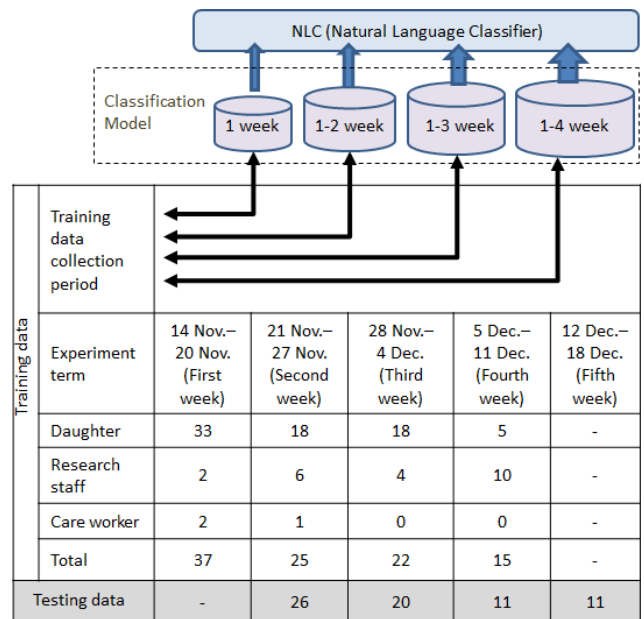 NLC (Natural Language Classifier)
Classification
Model
1 week
1-2 week
1-3 week
1-4 week
Training data
Training
data
collection
period
Experiment
term
14 Nov.–
20 Nov.
(First
week)
21 Nov.–
27 Nov.
(Second
week)
28 Nov.–
4 Dec.
(Third
week)
5 Dec.–
11 Dec.
(Fourth
week)
12 Dec.–
18 Dec.
(Fifth
week)
Daughter 33 18 18 5 -
Research
staff 2 6 4 10 -
Care worker 2 1 0 0 -
Total 37 25 22 15 -
Testing data - 26 20 11 11